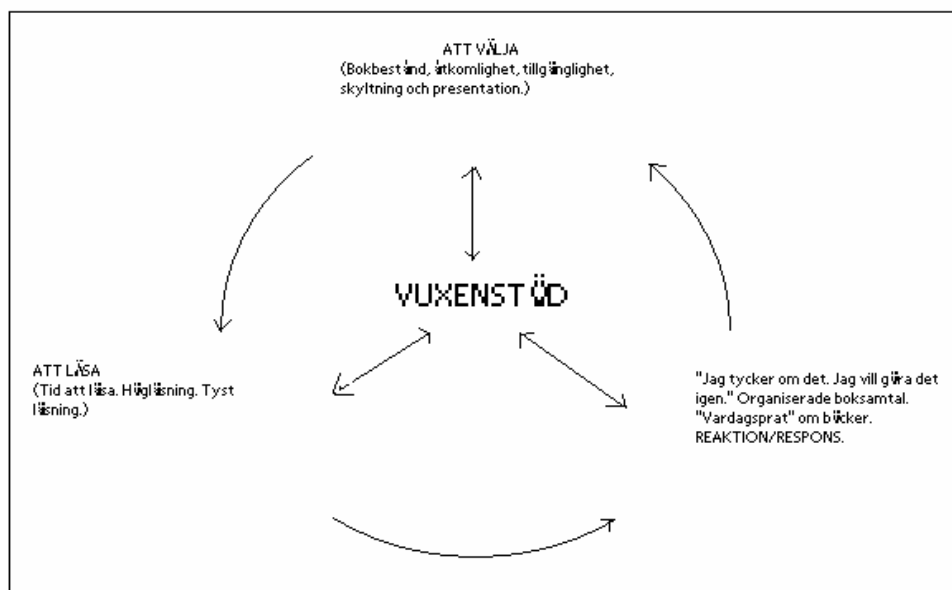 ATT VÄLJA
(Bokbestånd, åtkomlighet, tillgänglighet,
skyltning och presentation.)
VUXENSTÖD
ATT LÄSA
(Tid att läsa. Högläsning. Tyst
läsning.)
"Jag tycker om det. Jag vill göra det
igen." Organiserade boksamtal.
"Vardagsprat" om böcker.
REAKTION/RESPONS.